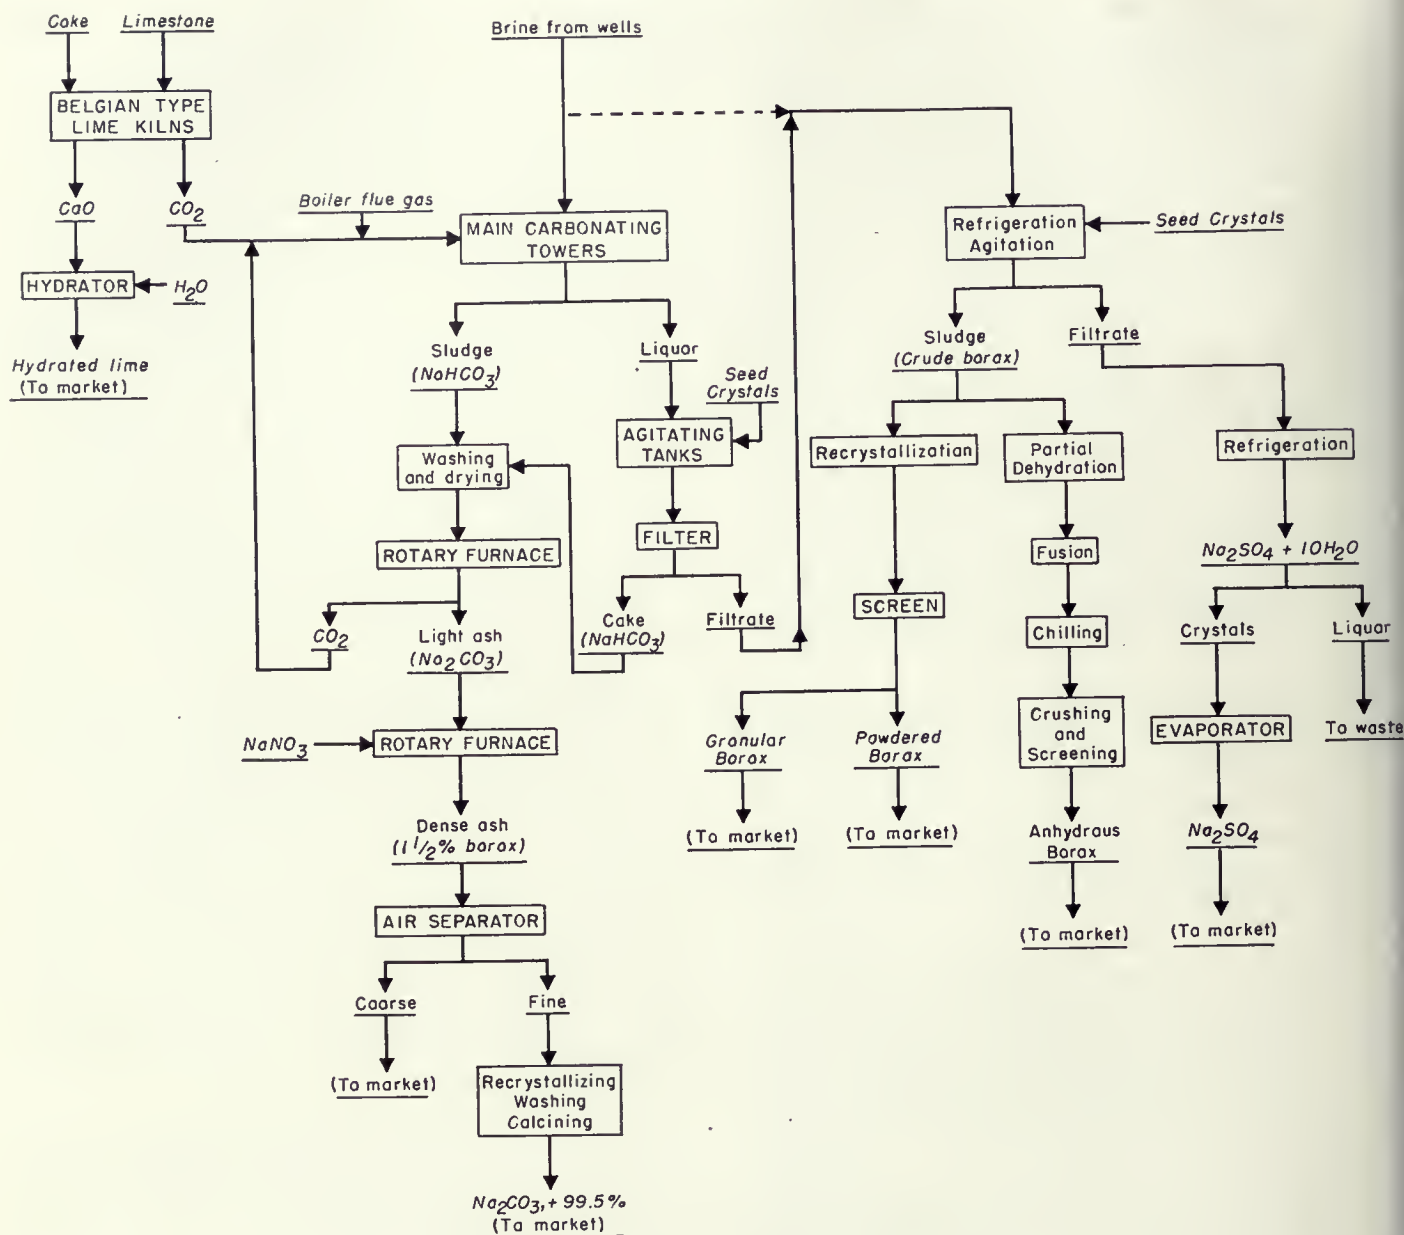 Coke
Limestone
Brine from wells
BELGIAN TYPE
LIME KILNS
CaO
CO2
Boiler flue gas
MAIN CARBONATING
TOWERS
Refrigeration
Agitation
Seed Crystals
HYDRATOR
H2O
Hydrated lime
(To market)
Sludge
(NaHCO3)
Liquor
Seed
Crystals
Sludge
(Crude borax)
Filtrate
Washing
and drying
AGITATING
TANKS
Recrystallization
Partial
Dehydration
Refrigeration
ROTARY FURNACE
FILTER
Fusion
Na2SO4 + 10H2O
CO2
Light ash
(Na2CO3)
Cake
(NaHCO3)
Filtrate
SCREEN
Chilling
Crystals
Liquor
NaNO3
ROTARY FURNACE
Granular
Borax
Powdered
Borax
Crushing
and
Screening
EVAPORATOR
To waste
Dense ash
(1 1/2% borax)
(To market)
(To market)
Anhydrous
Borax
Na2SO4
AIR SEPARATOR
(To market)
(To market)
Coarse
Fine
(To market)
Recrystallizing
Washing
Calcining
Na2CO3,+ 99.5%
(To market)